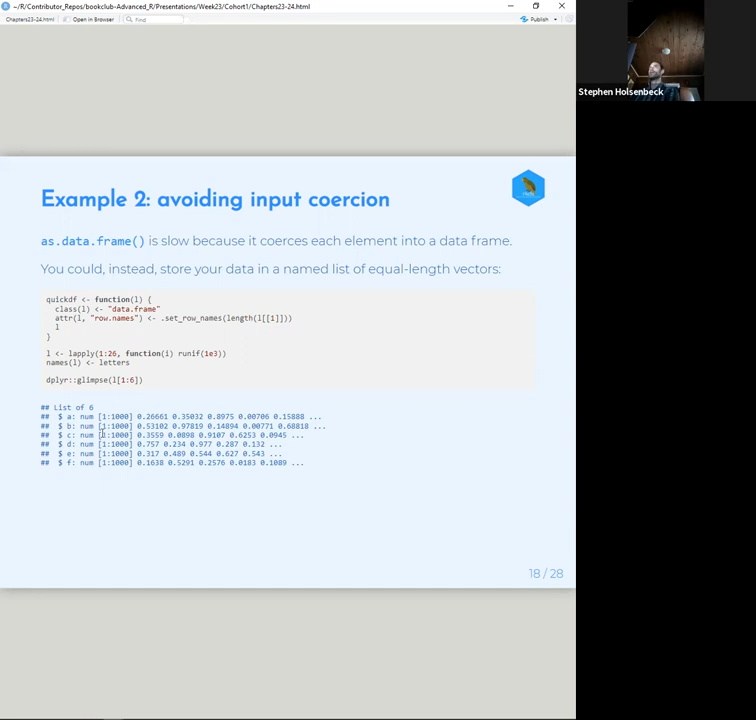 ~/R/Contributor_Repos/bookclub-Advanced_R/Presentations/Week23/Cohort1/Chapters23-24.html
Chapters23-24.html
Open in Browser
Find
Publish
Stephen Holsenbeck
Example 2: avoiding input coercion
as.data.frame() is slow because it coerces each element into a data frame.
You could, instead, store your data in a named list of equal-length vectors:
quickdf <- function(l) {
class(l) <- "data.frame"
attr(l, "row.names") <- .set_row_names(length(l[[1]]))
l
}
l <- lapply(1:26, function(i) runif(1e3))
names(l) <- letters
dplyr::glimpse(l[1:6])
## List of 6
## $ a: num [1:1000] 0.26661 0.35032 0.8975 0.00706 0.15888 ...
## $ b: num [1:1000] 0.53102 0.97819 0.14894 0.00771 0.68818 ...
## $ c: num [1:1000] 0.3559 0.0898 0.9107 0.6253 0.0945 ...
## $ d: num [1:1000] 0.757 0.234 0.977 0.287 0.132 ...
## $ e: num [1:1000] 0.317 0.489 0.544 0.627 0.543 ...
## $ f: num [1:1000] 0.1638 0.5291 0.2576 0.0183 0.1089 ...
18 / 28